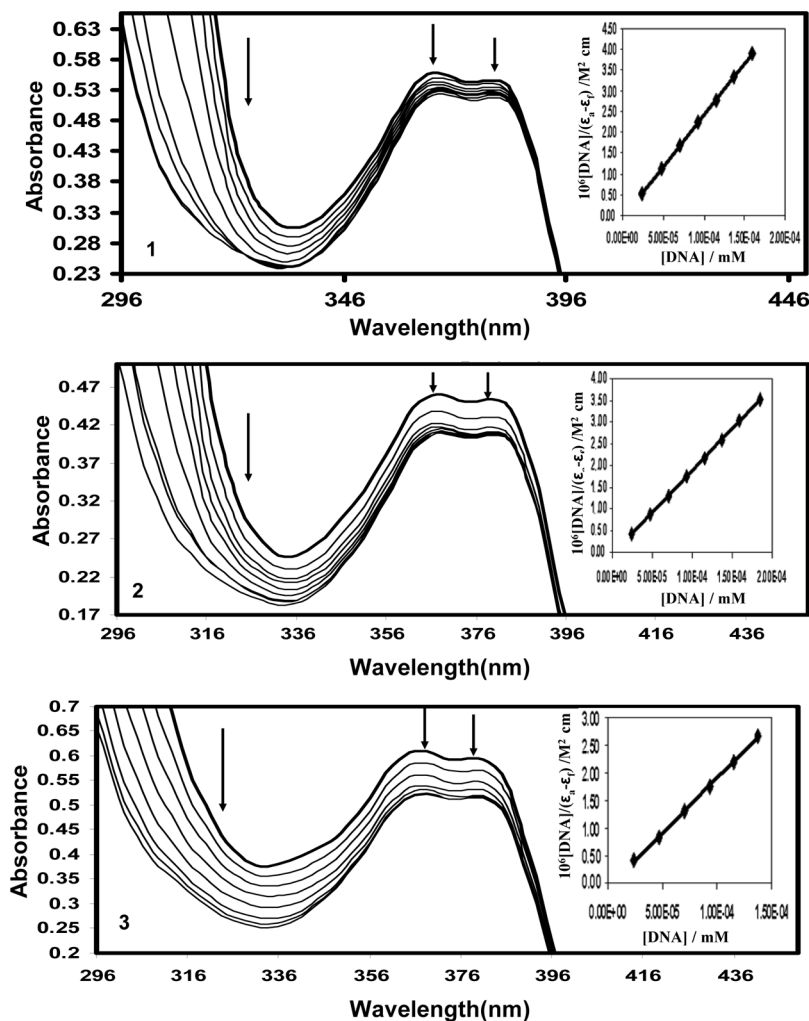 Absorbance
0.63
0.58
0.53
0.48
0.43
0.38
0.33
0.28
0.23
1
296
346
396
446
Wavelength(nm)
10⁶[DNA]/(εa-εf) /M² cm
4.50
4.00
3.50
3.00
2.50
2.00
1.50
1.00
0.50
0.00
0.00E+00
5.00E-05
1.00E-04
1.50E-04
2.00E-04
[DNA] / mM
Absorbance
0.47
0.42
0.37
0.27
0.22
0.17
2
296
316
336
356
376
396
416
436
Wavelength(nm)
10⁶[DNA]/(ε -ε ) /M² cm
4.00
3.50
3.00
2.50
2.00
1.50
1.00
0.50
0.00
0.00E+00
5.00E-05
1.00E-04
1.50E-04
2.00E-04
[DNA] / mM
Absorbance
0.7
0.65
0.6
0.55
0.5
0.45
0.4
0.35
0.3
0.25
0.2
3
296
316
336
356
376
396
416
436
Wavelength(nm)
10⁶[DNA]/(εa-εf) /M² cm
3.00
2.50
2.00
1.50
1.00
0.50
0.00
0.00E+00
5.00E-05
1.00E-04
1.50E-04
[DNA] / mM